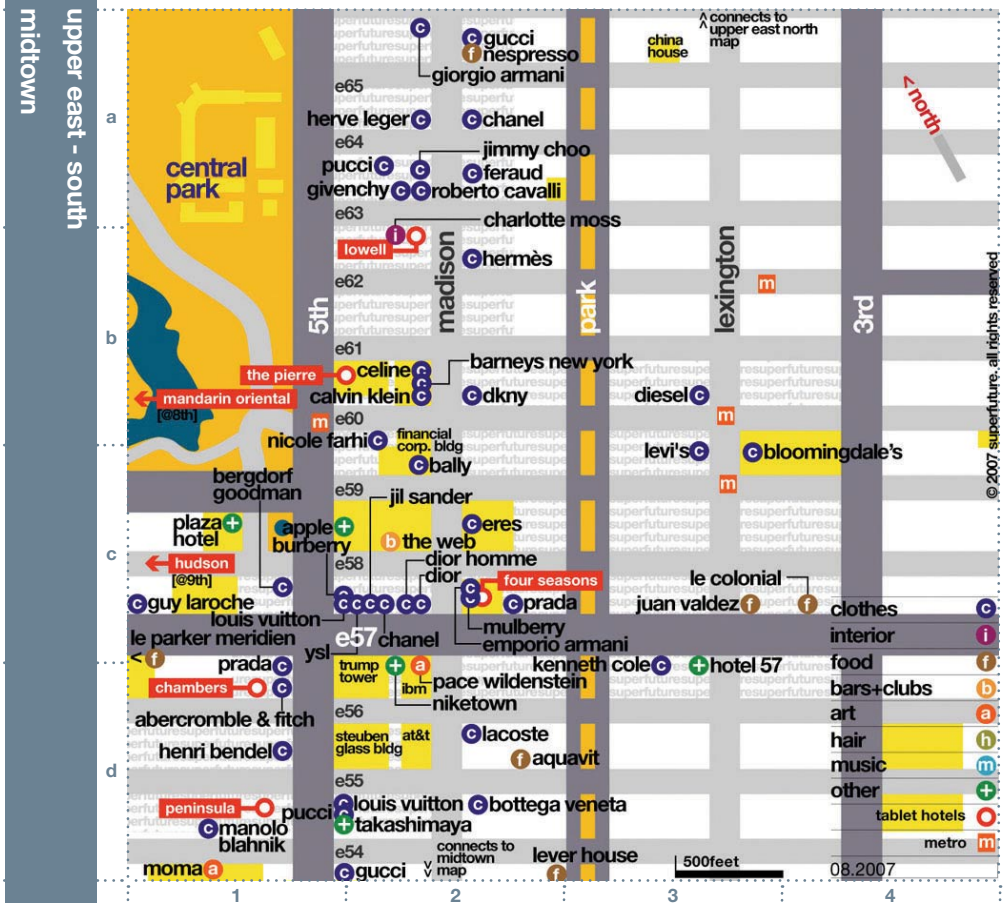 upper east - south
midtown
a
b
c
d
1
2
3
4
central
park
5th
madison
park
lexington
3rd
< north
< connects to
< upper east north
map
china
house
c gucci
f nespresso
c
giorgio armani
e65
herve leger c
c chanel
e64
jimmy choo
pucci c
c
c feraud
givenchy c
c roberto cavalli
e63
charlotte moss
i
lowell
c hermès
e62
m
e61
barneys new york
the pierre
celine c
c
calvin klein c
c dkny
diesel c
mandarin oriental
[@8th]
m
e60
m
nicole farhi c
financial
corp. bldg
c bally
levi's c
c bloomingdale's
m
bergdorf
goodman
e59
jil sander
plaza
hotel +
apple +
burberry
c eres
b the web
dior homme
hudson
[@9th]
e58
dior
four seasons
le colonial
c guy laroche
c
c c c c c c c
c c
c prada
juan valdez f
f
louis vuitton
mulberry
emporio armani
le parker meridien
< f
e57
chanel
ysl
prada c
trump
tower
+
a
ibm
kenneth cole c
+ hotel 57
chambers
c
pace wildenstein
niketown
abercromble & fitch
e56
henri bendel c
steuben
glass bldg
at&t
c lacoste
f aquavit
e55
peninsula
pucci c
c louis vuitton
c bottega veneta
c manolo
blahnik
+ takashimaya
e54
connects to
midtown
map
lever house
f
moma a
c gucci
500feet
clothes c
interior i
food f
bars+clubs b
art a
hair h
music m
other +
tablet hotels
metro m
08.2007
© 2007 superfuture, all rights reserved